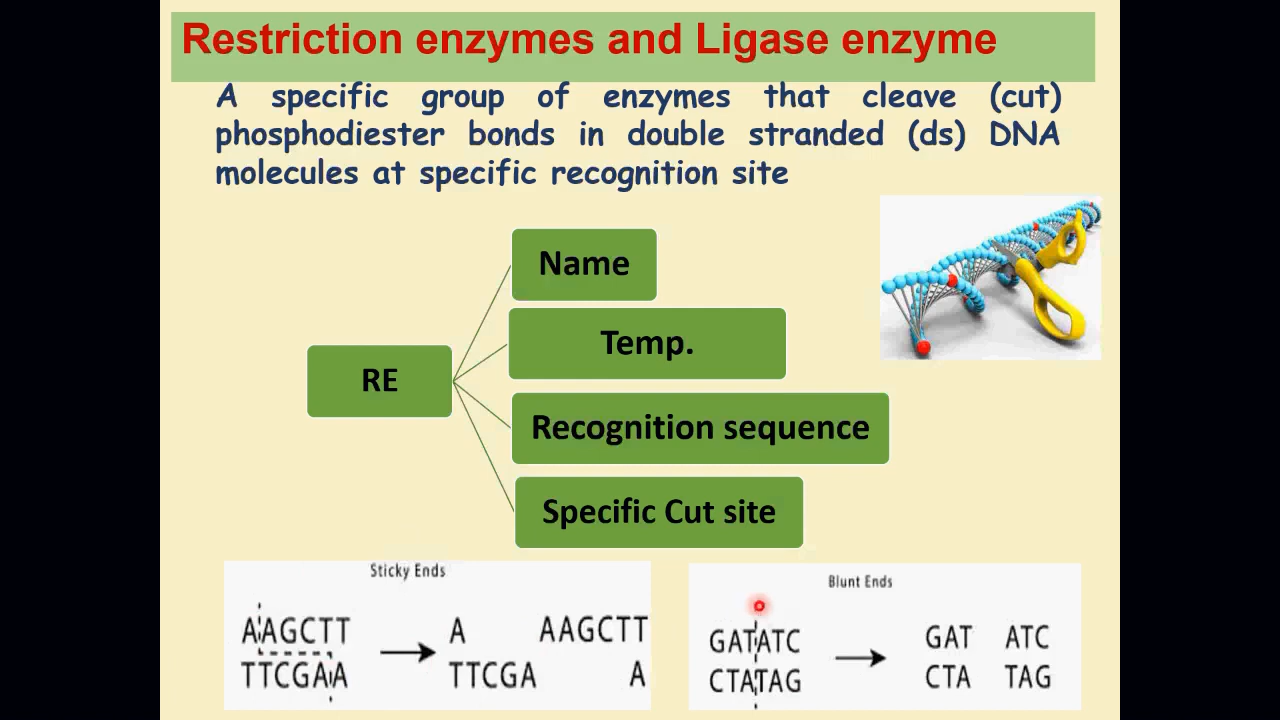 Restriction enzymes and Ligase enzyme
A specific group of enzymes that cleave (cut)
phosphodiester bonds in double stranded (ds) DNA
molecules at specific recognition site
RE
Name
Temp.
Recognition sequence
Specific Cut site
Sticky Ends
AAGCTT A AAGCTT
TTCGAA TTCGA A
Blunt Ends
GATATC GAT ATC
CTATAG CTA TAG